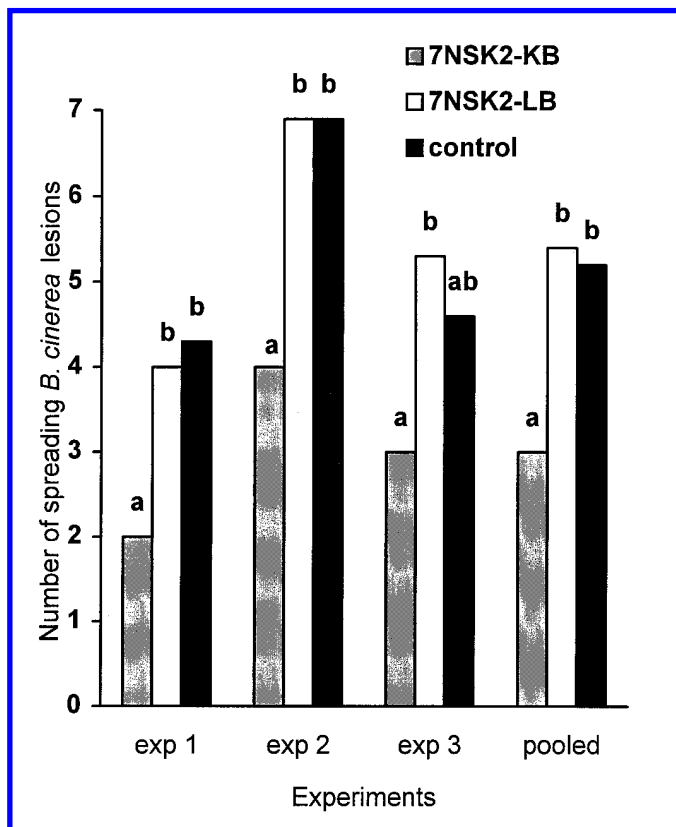 7NSK2-KB
7NSK2-LB
control
Number of spreading B. cinerea lesions
7
6
5
4
3
2
1
0
a
b
b
a
b
b
a
b
ab
a
b
b
exp 1
exp 2
exp 3
pooled
Experiments